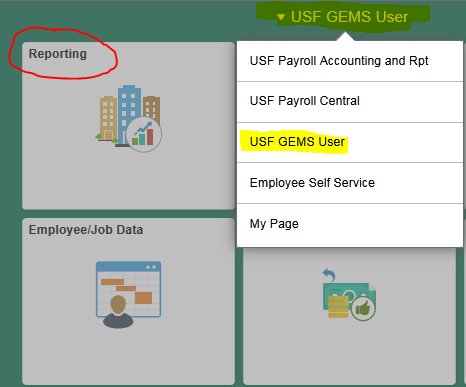 USF GEMS User
Reporting
USF Payroll Accounting and Rpt
USF Payroll Central
USF GEMS User
Employee Self Service
My Page
Employee/Job Data